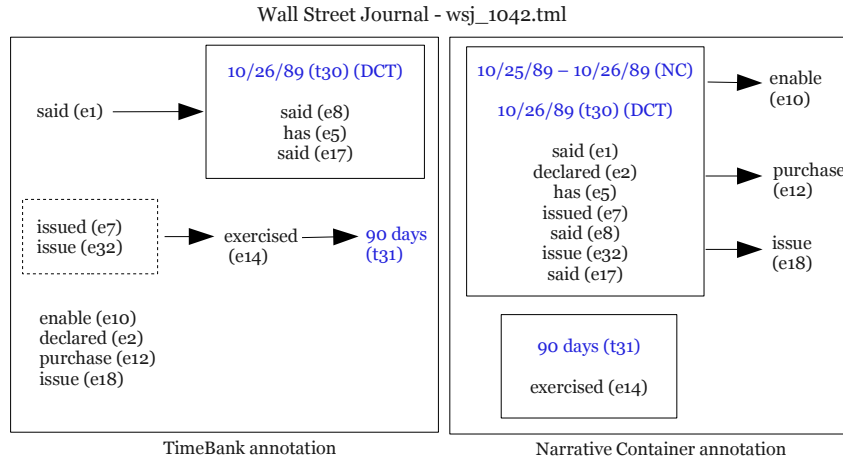 Wall Street Journal - wsj_1042.tml
10/26/89 (t30) (DCT)
said (e1)
said (e8)
has (e5)
said (e17)
issued (e7)
issue (e32)
exercised
(e14)
90 days
(t31)
enable (e10)
declared (e2)
purchase (e12)
issue (e18)
TimeBank annotation
10/25/89 – 10/26/89 (NC)
10/26/89 (t30) (DCT)
said (e1)
declared (e2)
has (e5)
issued (e7)
said (e8)
issue (e32)
said (e17)
enable
(e10)
purchase
(e12)
issue
(e18)
90 days (t31)
exercised (e14)
Narrative Container annotation